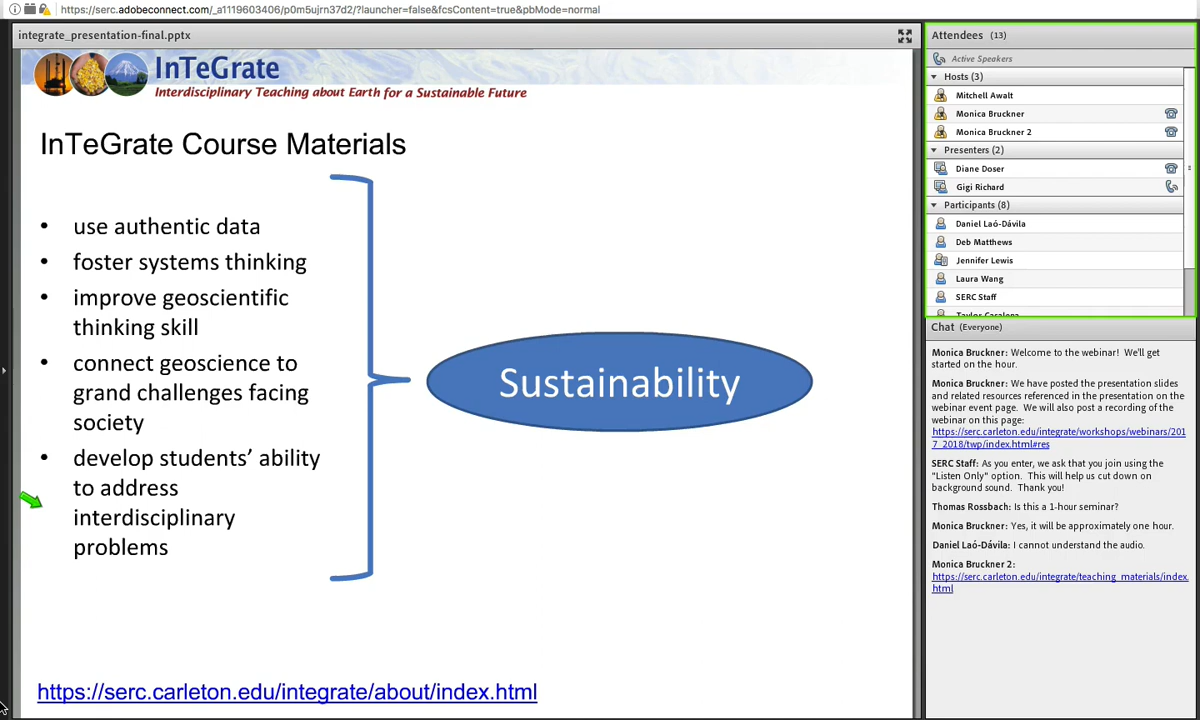 https://serc.adobeconnect.com/_a1119603406/p0m5ujrn37d2/?launcher=false&fcsContent=true&pbMode=normal
integrate_presentation-final.pptx
InTeGrate
Interdisciplinary Teaching about Earth for a Sustainable Future
InTeGrate Course Materials
• use authentic data
• foster systems thinking
• improve geoscientific
thinking skill
• connect geoscience to
grand challenges facing
society
• develop students’ ability
to address
interdisciplinary
problems
Sustainability
https://serc.carleton.edu/integrate/about/index.html
Attendees (13)
Active Speakers
Hosts (3)
Mitchell Awalt
Monica Bruckner
Monica Bruckner 2
Presenters (2)
Diane Doser
Gigi Richard
Participants (8)
Daniel Laó-Dávila
Deb Matthews
Jennifer Lewis
Laura Wang
SERC Staff
Chat (Everyone)
Monica Bruckner: Welcome to the webinar! We'll get
started on the hour.
Monica Bruckner: We have posted the presentation slides
and related resources referenced in the presentation on the
webinar event page. We will also post a recording of the
webinar on this page:
https://serc.carleton.edu/integrate/workshops/webinars/201
7_2018/twp/index.html#res
SERC Staff: As you enter, we ask that you join using the
"Listen Only" option. This will help us cut down on
background sound. Thank you!
Thomas Rossbach: Is this a 1-hour seminar?
Monica Bruckner: Yes, it will be approximately one hour.
Daniel Laó-Dávila: I cannot understand the audio.
Monica Bruckner 2:
https://serc.carleton.edu/integrate/teaching_materials/index.
html